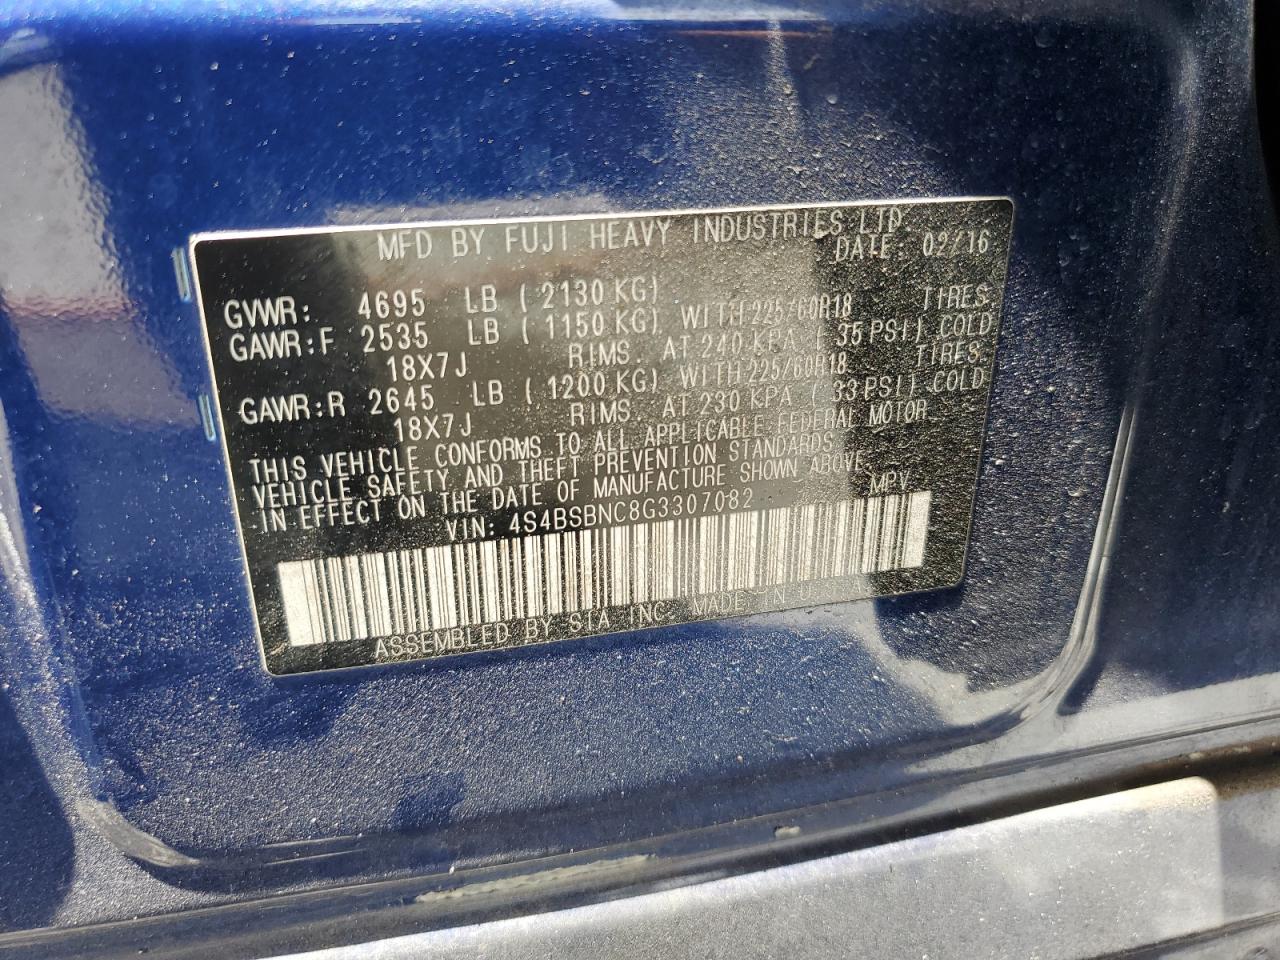 MFD BY FUJI HEAVY INDUSTRIES LTD.
DATE: 02/16
GVWR: 4695 LB ( 2130 KG)
GAWR:F 2535 LB ( 1150 KG) WITH 225/60R18 TIRES.
18X7J RIMS. AT 240 KPA 35 PSI) COLD
GAWR:R 2645 LB ( 1200 KG) WITH 225/60R18 TIRES.
18X7J RIMS. AT 230 KPA 33 PSI) COLD
THIS VEHICLE CONFORMS TO ALL APPLICABLE FEDERAL MOTOR
VEHICLE SAFETY AND THEFT PREVENTION STANDARDS
IN EFFECT ON THE DATE OF MANUFACTURE SHOWN ABOVE.
VIN: 4S4BSBNC8G3307082 MPV
ASSEMBLED BY SIA INC. MADE IN